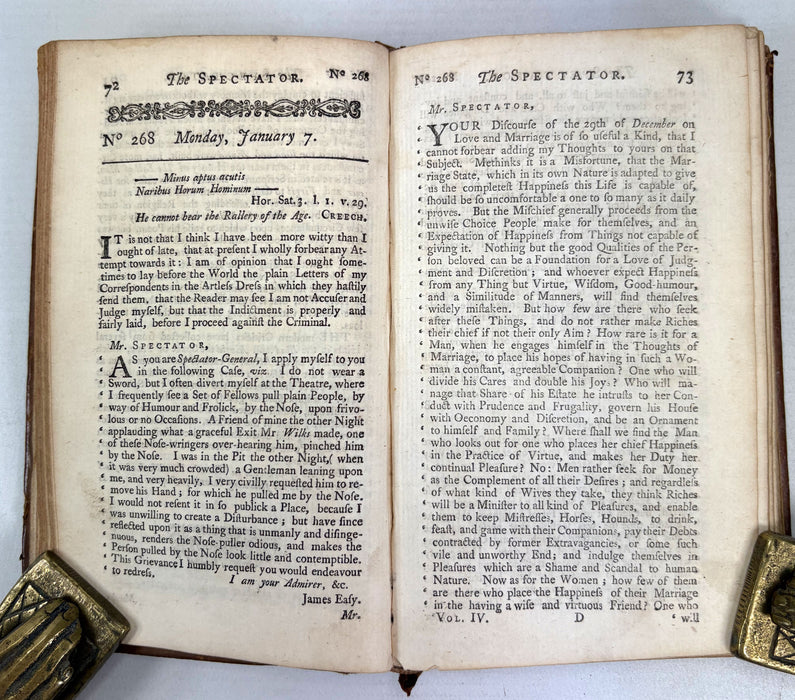 72 The SPECTATOR. Nº 268
Nº 268 Monday, January 7.
—— Minus aptus acutis
Naribus Horum Hominum ——
Hor. Sat. 3. l. 1. v. 29.
He cannot bear the Rallery of the Age. CREECH.
IT is not that I think I have been more witty than I
ought of late, that at present I wholly forbear any At-
tempt towards it: I am of opinion that I ought ſome-
times to lay before the World the plain Letters of my
Correſpondents in the Artleſs Dreſs in which they haſtily
ſend them, that the Reader may ſee I am not Accuſer and
Judge myſelf, but that the Indictment is properly and
fairly laid, before I proceed againſt the Criminal.
Mr. SPECTATOR,
‘ AS you are Spectator-General, I apply myſelf to you
‘ in the following Caſe, viz. I do not wear a
‘ Sword, but I often divert myſelf at the Theatre, where
‘ I frequently ſee a Set of Fellows pull plain People, by
‘ way of Humour and Frolick, by the Noſe, upon frivo-
‘ lous or no Occaſions. A Friend of mine the other Night
‘ applauding what a graceful Exit Mr. Wilks made, one
‘ of theſe Noſe-wringers over-hearing him, pinched him
‘ by the Noſe. I was in the Pit the other Night, (when
‘ it was very much crowded) a Gentleman leaning upon
‘ me, and very heavily, I very civilly requeſted him to re-
‘ move his Hand; for which he pulled me by the Noſe.
‘ I would not reſent it in ſo publick a Place, becauſe I
‘ was unwilling to create a Diſturbance; but have ſince
‘ reflected upon it as a thing that is unmanly and diſinge-
‘ nuous, renders the Noſe-puller odious, and makes the
‘ Perſon pulled by the Noſe look little and contemptible.
‘ This Grievance I humbly requeſt you would endeavour
‘ to redreſs.
I am your Admirer, &c.
James Eaſy.
Mr.
Nº 268 The SPECTATOR. 73
Mr. SPECTATOR,
‘ YOUR Diſcourſe of the 29th of December on
‘ Love and Marriage is of ſo uſeful a Kind, that I
‘ cannot forbear adding my Thoughts to yours on that
‘ Subject. Methinks it is a Misfortune, that the Mar-
‘ riage State, which in its own Nature is adapted to give
‘ us the compleateſt Happineſs this Life is capable of,
‘ ſhould be ſo uncomfortable a one to ſo many as it daily
‘ proves. But the Miſchief generally proceeds from the
‘ unwiſe Choice People make for themſelves, and an
‘ Expectation of Happineſs from Things not capable of
‘ giving it. Nothing but the good Qualities of the Per-
‘ ſon beloved can be a Foundation for a Love of Judg-
‘ ment and Diſcretion; and whoever expect Happineſs
‘ from any Thing but Virtue, Wiſdom, Good-humour,
‘ and a Similitude of Manners, will find themſelves
‘ widely miſtaken. But how few are there who ſeek
‘ after theſe Things, and do not rather make Riches
‘ their chief if not their only Aim? How rare is it for a
‘ Man, when he engages himſelf in the Thoughts of
‘ Marriage, to place his hopes of having in ſuch a Wo-
‘ man a conſtant, agreeable Companion? One who will
‘ divide his Cares and double his Joy? Who will ma-
‘ nage that Share of his Eſtate he intruſts to her Con-
‘ duct with Prudence and Frugality, govern his Houſe
‘ with Oeconomy and Diſcretion, and be an Ornament
‘ to himſelf and Family? Where ſhall we find the Man
‘ who looks out for one who places her chief Happineſs
‘ in the Practice of Virtue, and makes her Duty her
‘ continual Pleaſure? No: Men rather ſeek for Money
‘ as the Complement of all their Deſires; and regardleſs
‘ of what kind of Wives they take, they think Riches
‘ will be a Miniſter to all kind of Pleaſures, and enable
‘ them to keep Miſtreſſes, Horſes, Hounds, to drink,
‘ feaſt, and game with their Companions, pay their Debts
‘ contracted by former Extravagancies, or ſome ſuch
‘ vile and unworthy End; and indulge themſelves in
‘ Pleaſures which are a Shame and Scandal to human
‘ Nature. Now as for the Women; how few of them
‘ are there who place the Happineſs of their Marriage
‘ in the having a wiſe and virtuous Friend? One who
VOL. IV. D ‘ will